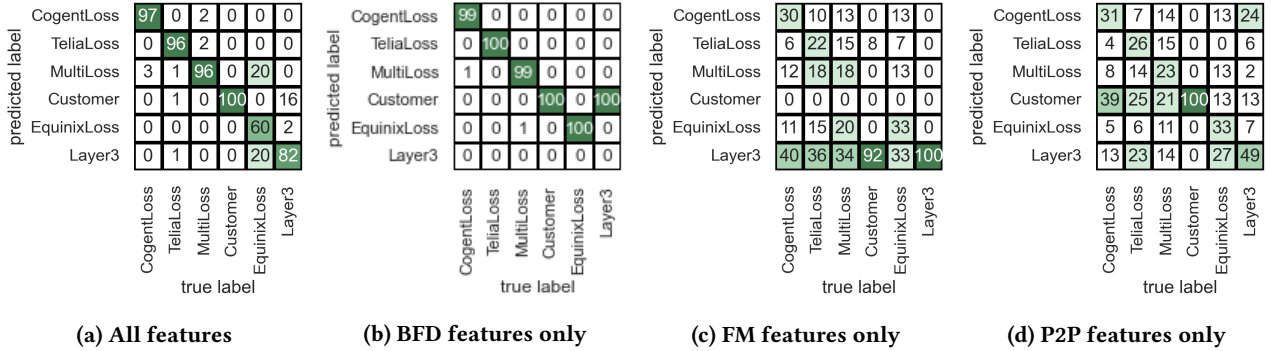 CogentLoss 97 0 2 0 0 0
TeliaLoss 0 96 2 0 0 0
MultiLoss 3 1 96 0 20 0
Customer 0 1 0 100 0 16
EquinixLoss 0 0 0 0 60 2
Layer3 0 1 0 0 20 82
predicted label
CogentLoss TeliaLoss MultiLoss Customer EquinixLoss Layer3
true label
(a) All features
CogentLoss 99 0 0 0 0 0
TeliaLoss 0 100 0 0 0 0
MultiLoss 1 0 99 0 0 0
Customer 0 0 0 100 0 100
EquinixLoss 0 0 1 0 100 0
Layer3 0 0 0 0 0 0
predicted label
CogentLoss TeliaLoss MultiLoss Customer EquinixLoss Layer3
true label
(b) BFD features only
CogentLoss 30 10 13 0 13 0
TeliaLoss 6 22 15 8 7 0
MultiLoss 12 18 18 0 13 0
Customer 0 0 0 0 0 0
EquinixLoss 11 15 20 0 33 0
Layer3 40 36 34 92 33 100
predicted label
CogentLoss TeliaLoss MultiLoss Customer EquinixLoss Layer3
true label
(c) FM features only
CogentLoss 31 7 14 0 13 24
TeliaLoss 4 26 15 0 0 6
MultiLoss 8 14 23 0 13 2
Customer 39 25 21 100 13 13
EquinixLoss 5 6 11 0 33 7
Layer3 13 23 14 0 27 49
predicted label
CogentLoss TeliaLoss MultiLoss Customer EquinixLoss Layer3
true label
(d) P2P features only